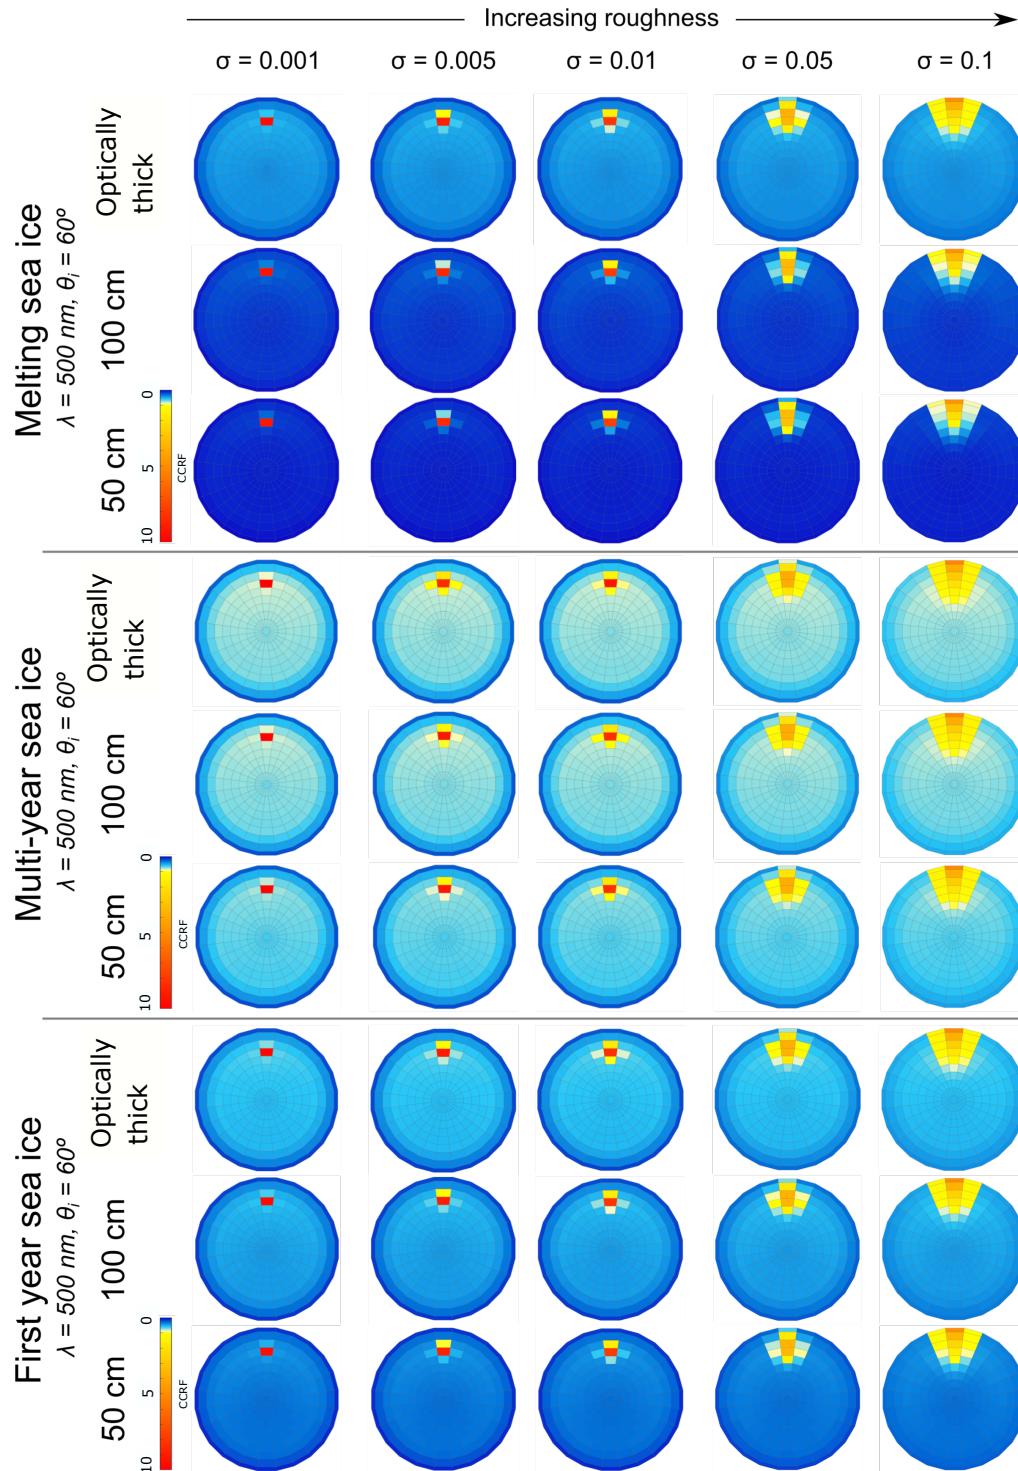 Increasing roughness
σ = 0.001
σ = 0.005
σ = 0.01
σ = 0.05
σ = 0.1
Melting sea ice
λ = 500 nm, θi = 60º
Optically
thick
100 cm
50 cm
0
5
10
CCRF
Multi-year sea ice
λ = 500 nm, θi = 60º
Optically
thick
100 cm
50 cm
0
5
10
CCRF
First year sea ice
λ = 500 nm, θi = 60º
Optically
thick
100 cm
50 cm
0
5
10
CCRF